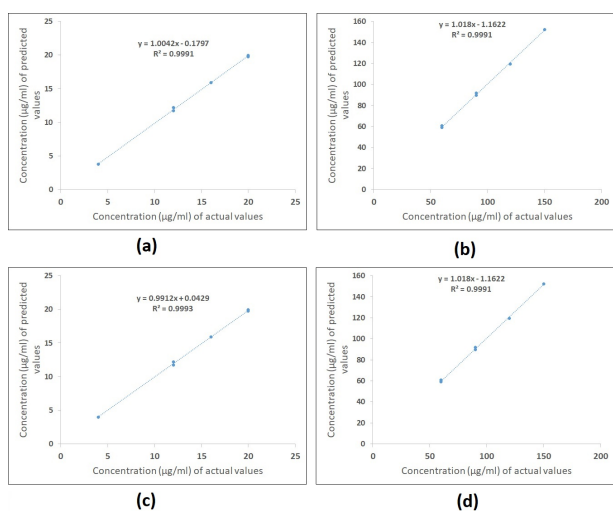 25
20
15
10
5
0
y = 1.0042x - 0.1797
R² = 0.9991
Concentration (µg/ml) of predicted
values
0 5 10 15 20 25
Concentration (µg/ml) of actual values
(a)
160
140
120
100
80
60
40
20
0
y = 1.018x - 1.1622
R² = 0.9991
Concentration (µg/ml) of predicted
values
0 50 100 150 200
Concentration (µg/ml) of actual values
(b)
25
20
15
10
5
0
y = 0.9912x + 0.0429
R² = 0.9993
Concentration (µg/ml) of predicted
values
0 5 10 15 20 25
Concentration (µg/ml) of actual values
(c)
160
140
120
100
80
60
40
20
0
y = 1.018x - 1.1622
R² = 0.9991
Concentration (µg/ml) of predicted
values
0 50 100 150 200
Concentration (µg/ml) of actual values
(d)